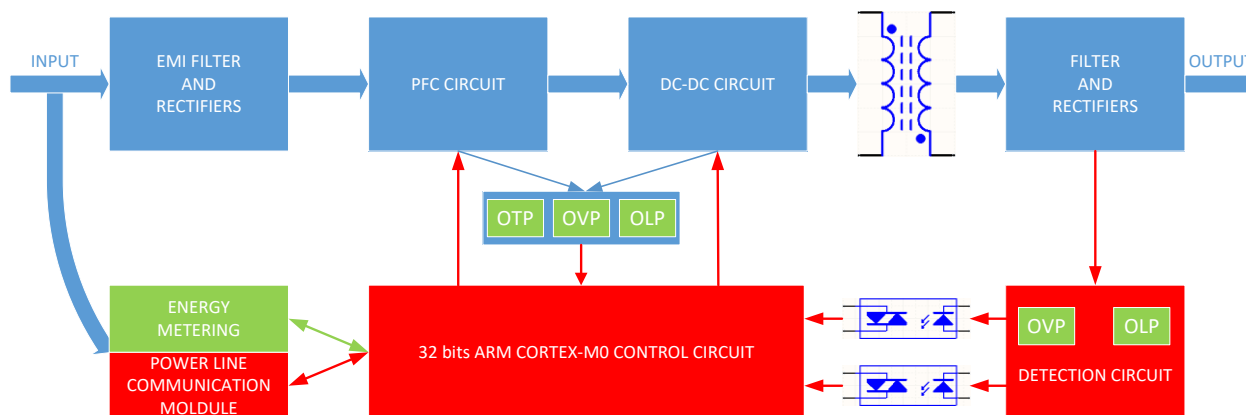 INPUT
EMI FILTER
AND
RECTIFIERS
PFC CIRCUIT
DC-DC CIRCUIT
FILTER
AND
RECTIFIERS
OUTPUT
OTP
OVP
OLP
ENERGY
METERING
POWER LINE
COMMUNICATION
MOLDULE
32 bits ARM CORTEX-M0 CONTROL CIRCUIT
OVP
OLP
DETECTION CIRCUIT